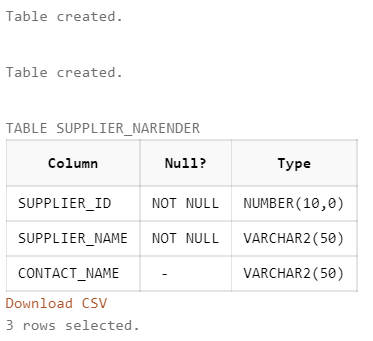 Table created.
Table created.
TABLE SUPPLIER_NARENDER
Column Null? Type
SUPPLIER_ID NOT NULL NUMBER(10,0)
SUPPLIER_NAME NOT NULL VARCHAR2(50)
CONTACT_NAME - VARCHAR2(50)
Download CSV
3 rows selected.